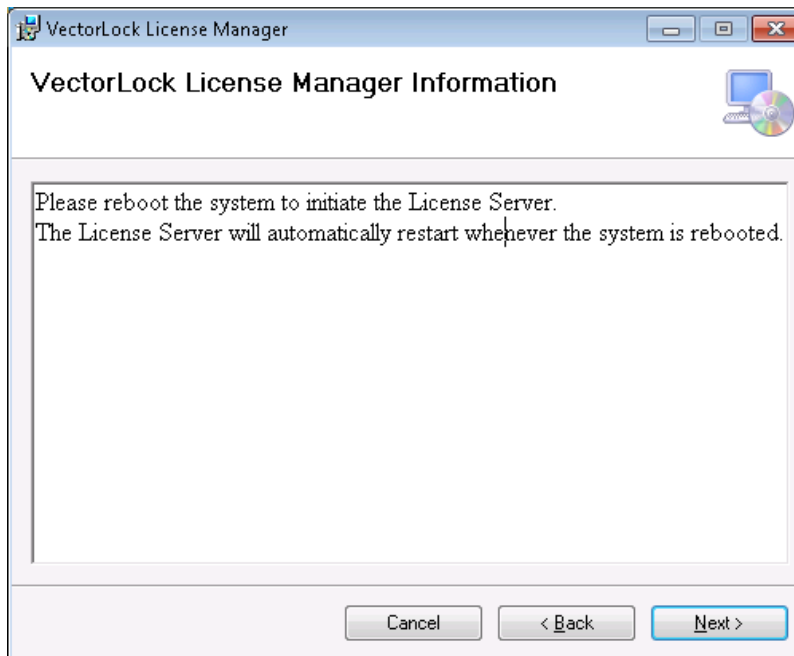 VectorLock License Manager
VectorLock License Manager Information
Please reboot the system to initiate the License Server.
The License Server will automatically restart whenever the system is rebooted.
Cancel
< Back
Next >